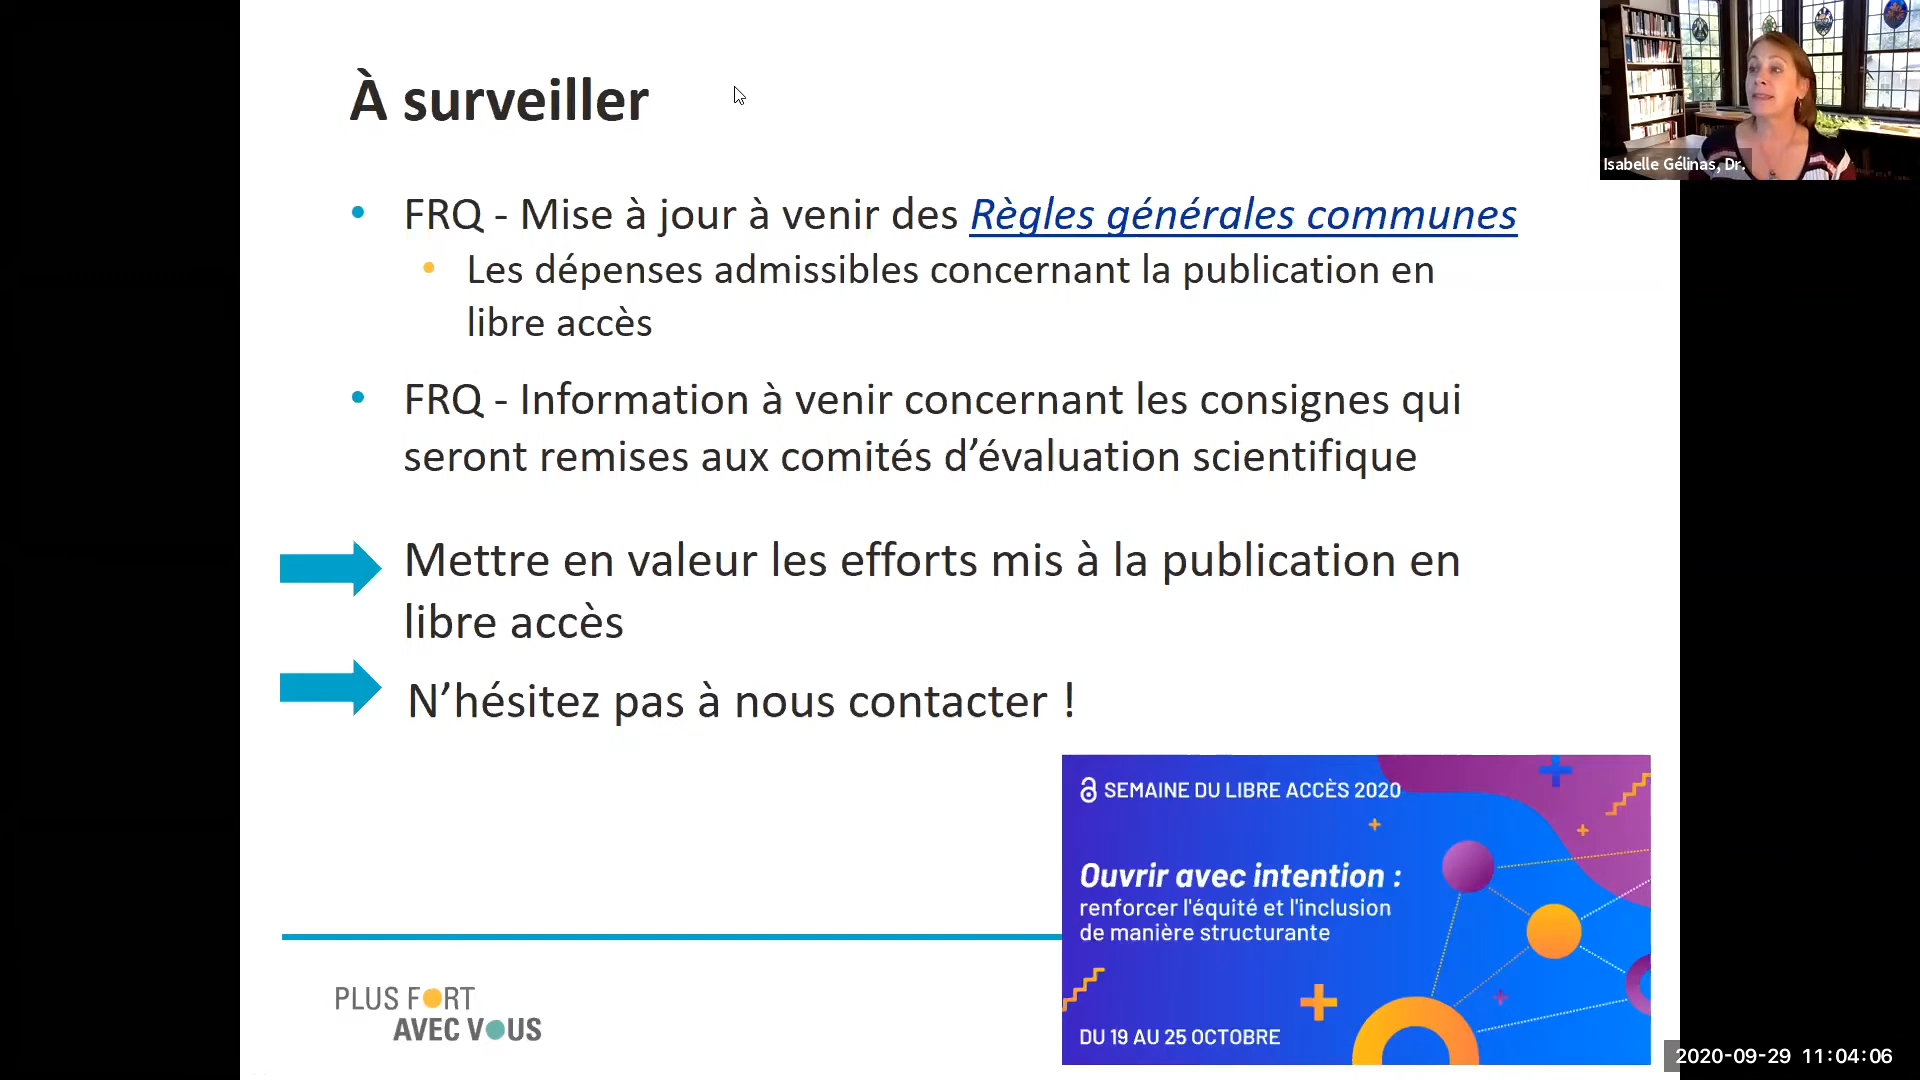 À surveiller
FRQ - Mise à jour à venir des Règles générales communes
Les dépenses admissibles concernant la publication en
libre accès
FRQ - Information à venir concernant les consignes qui
seront remises aux comités d’évaluation scientifique
Mettre en valeur les efforts mis à la publication en
libre accès
N’hésitez pas à nous contacter !
SEMAINE DU LIBRE ACCÈS 2020
Ouvrir avec intention :
renforcer l'équité et l'inclusion
de manière structurante
DU 19 AU 25 OCTOBRE
PLUS FORT
AVEC VOUS
Isabelle Gélinas, Dr.
2020-09-29 11:04:06